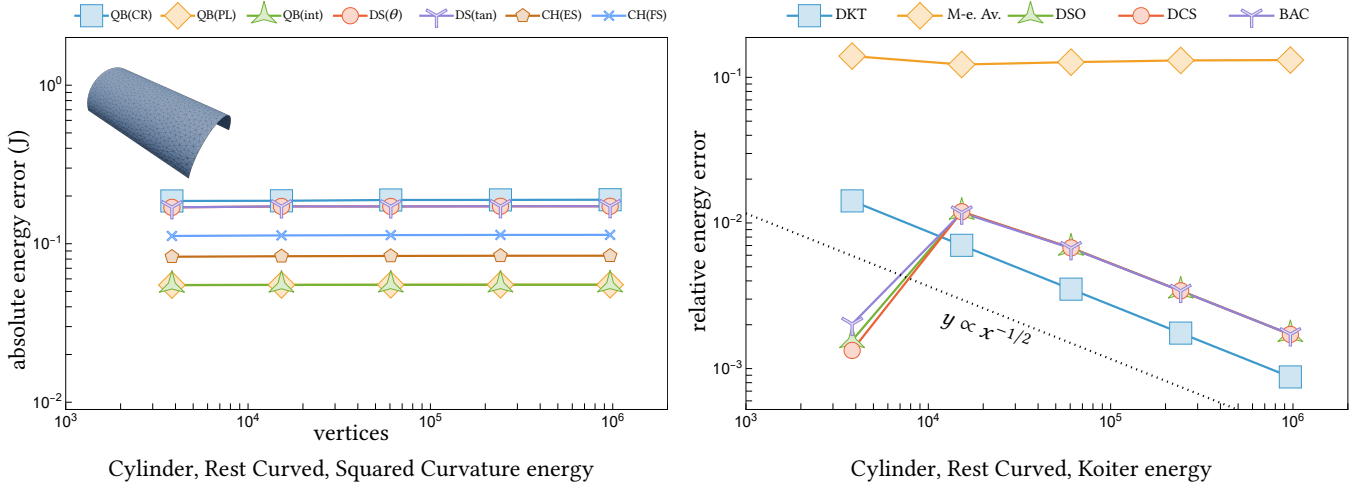 QB(CR) QB(PL) QB(int) DS(θ) DS(tan) CH(ES) CH(FS)
absolute energy error (J)
10⁰
10⁻¹
10⁻²
10³ 10⁴ 10⁵ 10⁶
vertices
Cylinder, Rest Curved, Squared Curvature energy
DKT M-e. Av. DSO DCS BAC
relative energy error
10⁻¹
10⁻²
10⁻³
y ∝ x⁻¹/²
10³ 10⁴ 10⁵ 10⁶
Cylinder, Rest Curved, Koiter energy